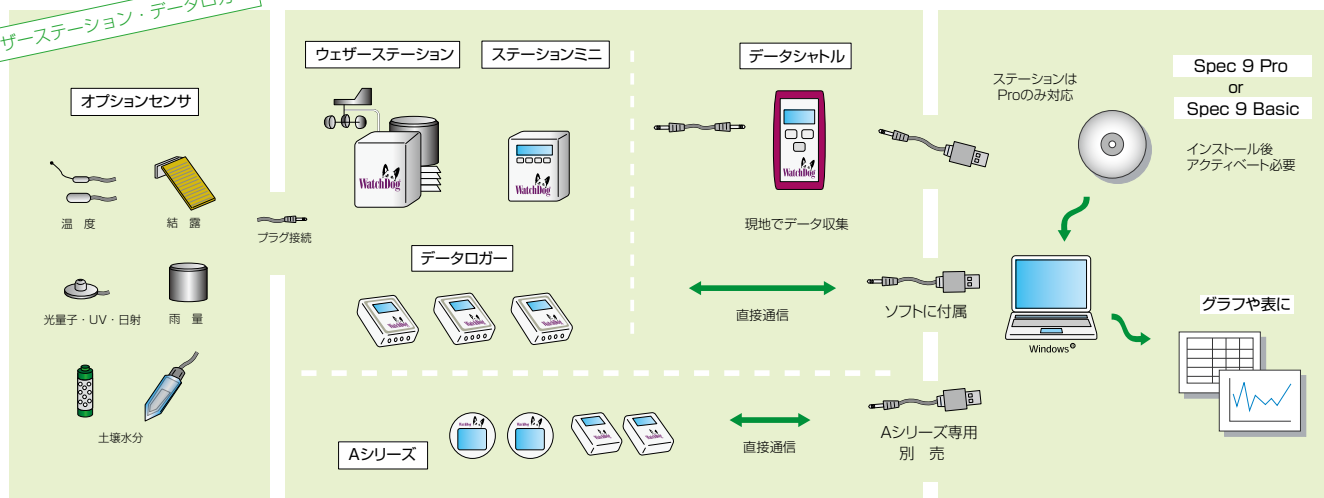 ザーステーション・データロガー
オプションセンサ
温 度
結 露
光量子・UV・日射
雨 量
土壌水分
プラグ接続
ウェザーステーション
ステーションミニ
WatchDog
WatchDog
データロガー
WatchDog
WatchDog
WatchDog
Aシリーズ
WatchDog
WatchDog
WatchDog
WatchDog
データシャトル
WatchDog
現地でデータ収集
直接通信
ソフトに付属
直接通信
Aシリーズ専用
別 売
ステーションは
Proのみ対応
Spec 9 Pro
or
Spec 9 Basic
インストール後
アクティベート必要
Windows®
グラフや表に